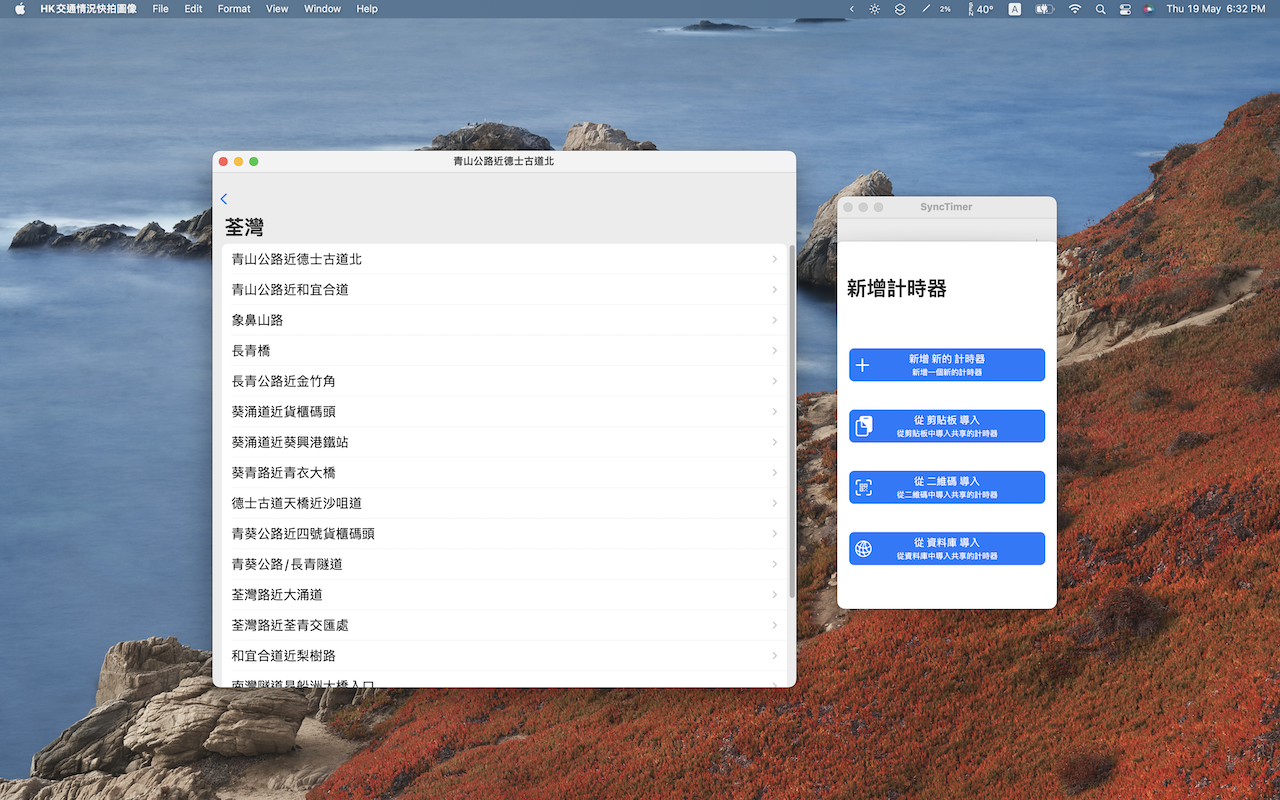 HK交通情況快拍圖像 File Edit Format View Window Help 2% 40° A Thu 19 May 6:32 PM
青山公路近德士古道北
荃灣
青山公路近德士古道北
青山公路近和宜合道
象鼻山路
長青橋
長青公路近金竹角
葵涌道近貨櫃碼頭
葵涌道近葵興港鐵站
葵青路近青衣大橋
德士古道天橋近沙咀道
青葵公路近四號貨櫃碼頭
青葵公路/長青隧道
荃灣路近大涌道
荃灣路近荃青交匯處
和宜合道近梨樹路
南灣隧道昂船洲大橋入口
SyncTimer
新增計時器
新增 新的 計時器
新增一個新的計時器
從 剪貼板 導入
從剪貼板中導入共享的計時器
從 二維碼 導入
從二維碼中導入共享的計時器
從 資料庫 導入
從資料庫中導入共享的計時器